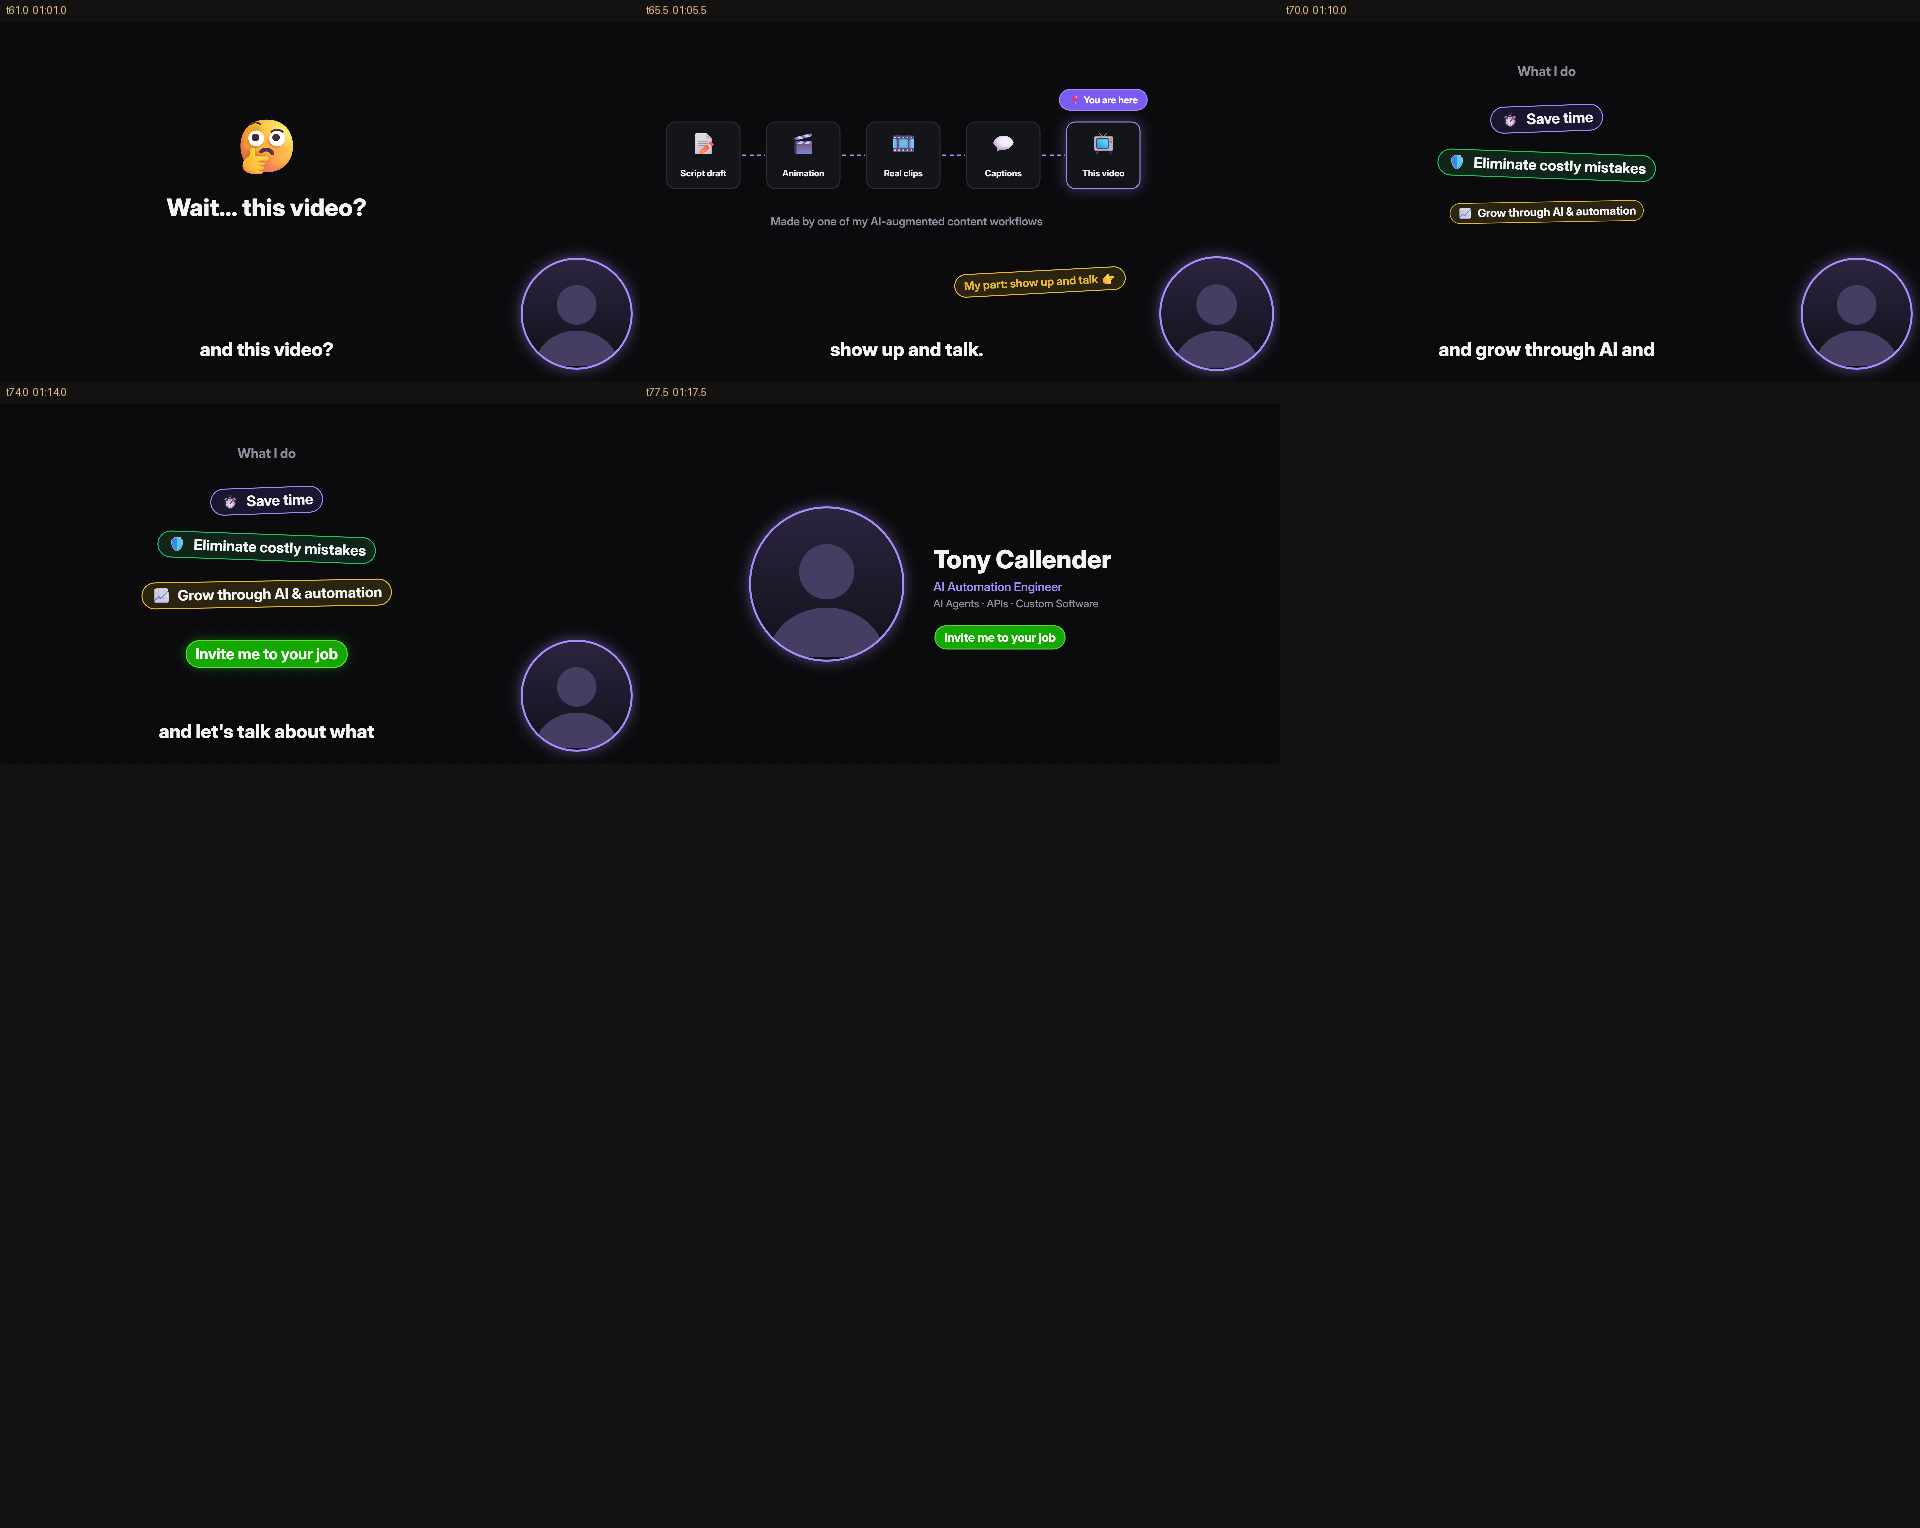 t61.0 01:01.0
Wait... this video?
and this video?
t65.5 01:05.5
You are here
Script draft
Animation
Real clips
Captions
This video
Made by one of my AI-augmented content workflows
My part: show up and talk
show up and talk.
t70.0 01:10.0
What I do
Save time
Eliminate costly mistakes
Grow through AI & automation
and grow through AI and
t74.0 01:14.0
What I do
Save time
Eliminate costly mistakes
Grow through AI & automation
Invite me to your job
and let's talk about what
t77.5 01:17.5
Tony Callender
AI Automation Engineer
AI Agents · APIs · Custom Software
Invite me to your job